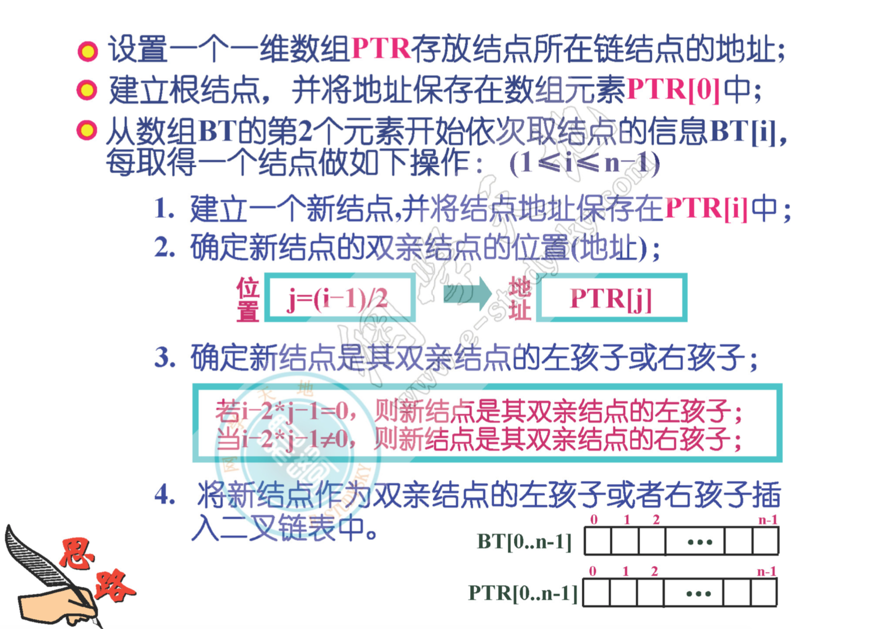 设置一个一维数组PTR存放结点所在链结点的地址;
建立根结点，并将地址保存在数组元素PTR[0]中;
从数组BT的第2个元素开始依次取结点的信息BT[i]，
每取得一个结点做如下操作： (1≤i≤n-1)
1. 建立一个新结点,并将结点地址保存在PTR[i]中;
2. 确定新结点的双亲结点的位置(地址);
位置 j=(i-1)/2 地址 PTR[j]
3. 确定新结点是其双亲结点的左孩子或右孩子;
若i-2*j-1=0，则新结点是其双亲结点的左孩子;
当i-2*j-1≠0，则新结点是其双亲结点的右孩子;
4. 将新结点作为双亲结点的左孩子或者右孩子插
入二叉链表中。
思路
0 1 2 n-1
BT[0..n-1] •••
0 1 2 n-1
PTR[0..n-1] •••
网学天地
www.e-studysky.com